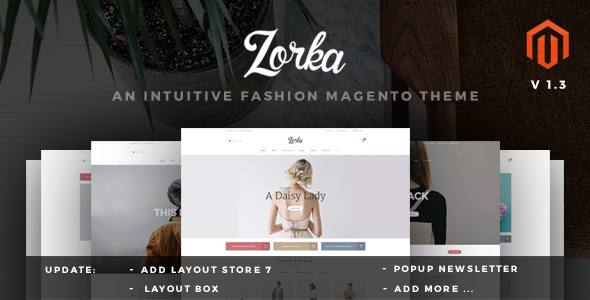 Zorka
V 1.3
AN INTUITIVE FASHION MAGENTO THEME
Zorka
A Daisy Lady
THIS
ACK
UPDATE:
- ADD LAYOUT STORE 7
- POPUP NEWSLETTER
- LAYOUT BOX
- ADD MORE ...